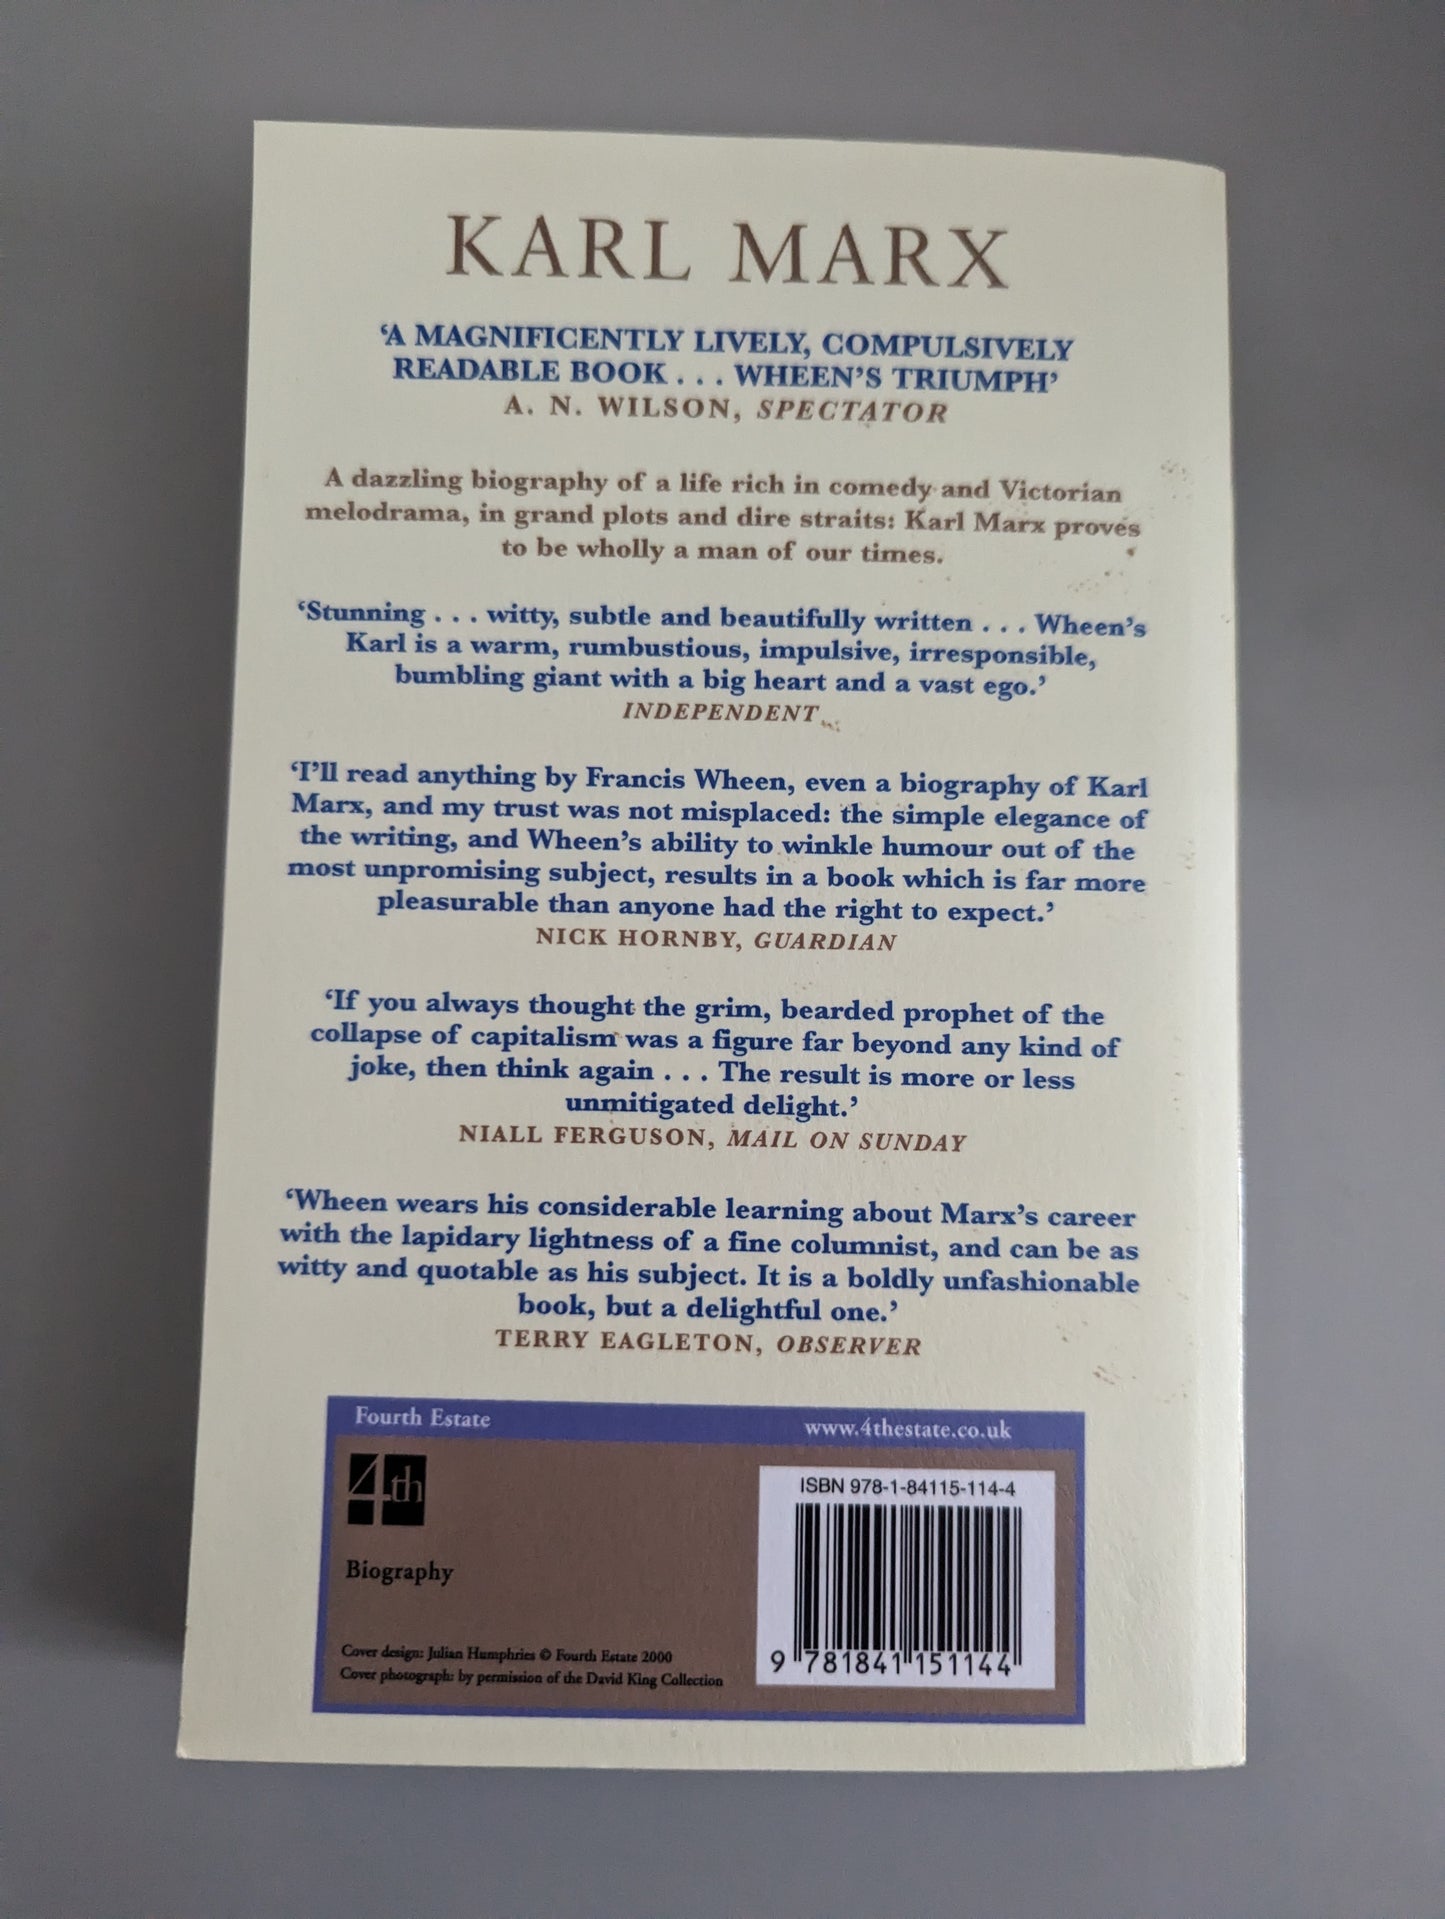 KARL MARX
‘A MAGNIFICENTLY LIVELY, COMPULSIVELY
READABLE BOOK . . . WHEEN’S TRIUMPH’
A. N. WILSON, SPECTATOR
A dazzling biography of a life rich in comedy and Victorian
melodrama, in grand plots and dire straits: Karl Marx proves
to be wholly a man of our times.
‘Stunning . . . witty, subtle and beautifully written . . . Wheen’s
Karl is a warm, rumbustious, impulsive, irresponsible,
bumbling giant with a big heart and a vast ego.’
INDEPENDENT
‘I’ll read anything by Francis Wheen, even a biography of Karl
Marx, and my trust was not misplaced: the simple elegance of
the writing, and Wheen’s ability to winkle humour out of the
most unpromising subject, results in a book which is far more
pleasurable than anyone had the right to expect.’
NICK HORNBY, GUARDIAN
‘If you always thought the grim, bearded prophet of the
collapse of capitalism was a figure far beyond any kind of
joke, then think again . . . The result is more or less
unmitigated delight.’
NIALL FERGUSON, MAIL ON SUNDAY
‘Wheen wears his considerable learning about Marx’s career
with the lapidary lightness of a fine columnist, and can be as
witty and quotable as his subject. It is a boldly unfashionable
book, but a delightful one.’
TERRY EAGLETON, OBSERVER
Fourth Estate
www.4thestate.co.uk
4th
Biography
Cover design: Julian Humphries © Fourth Estate 2000
Cover photograph: by permission of the David King Collection
ISBN 978-1-84115-114-4
9 781841 151144